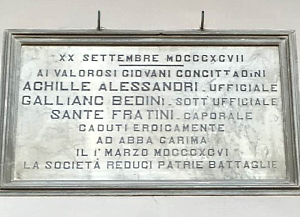 XX SETTEMBRE MDCCCXCVII
AI VALOROSI GIOVANI CONCITTADINI
ACHILLE ALESSANDRI. UFFICIALE
GALLIANO BEDINI. SOTT'UFFICIALE
SANTE FRATINI. CAPORALE
CADUTI EROICAMENTE
AD ABBA GARIMA
IL 1° MARZO MDCCCXCVI
LA SOCIETÀ REDUCI PATRIE BATTAGLIE